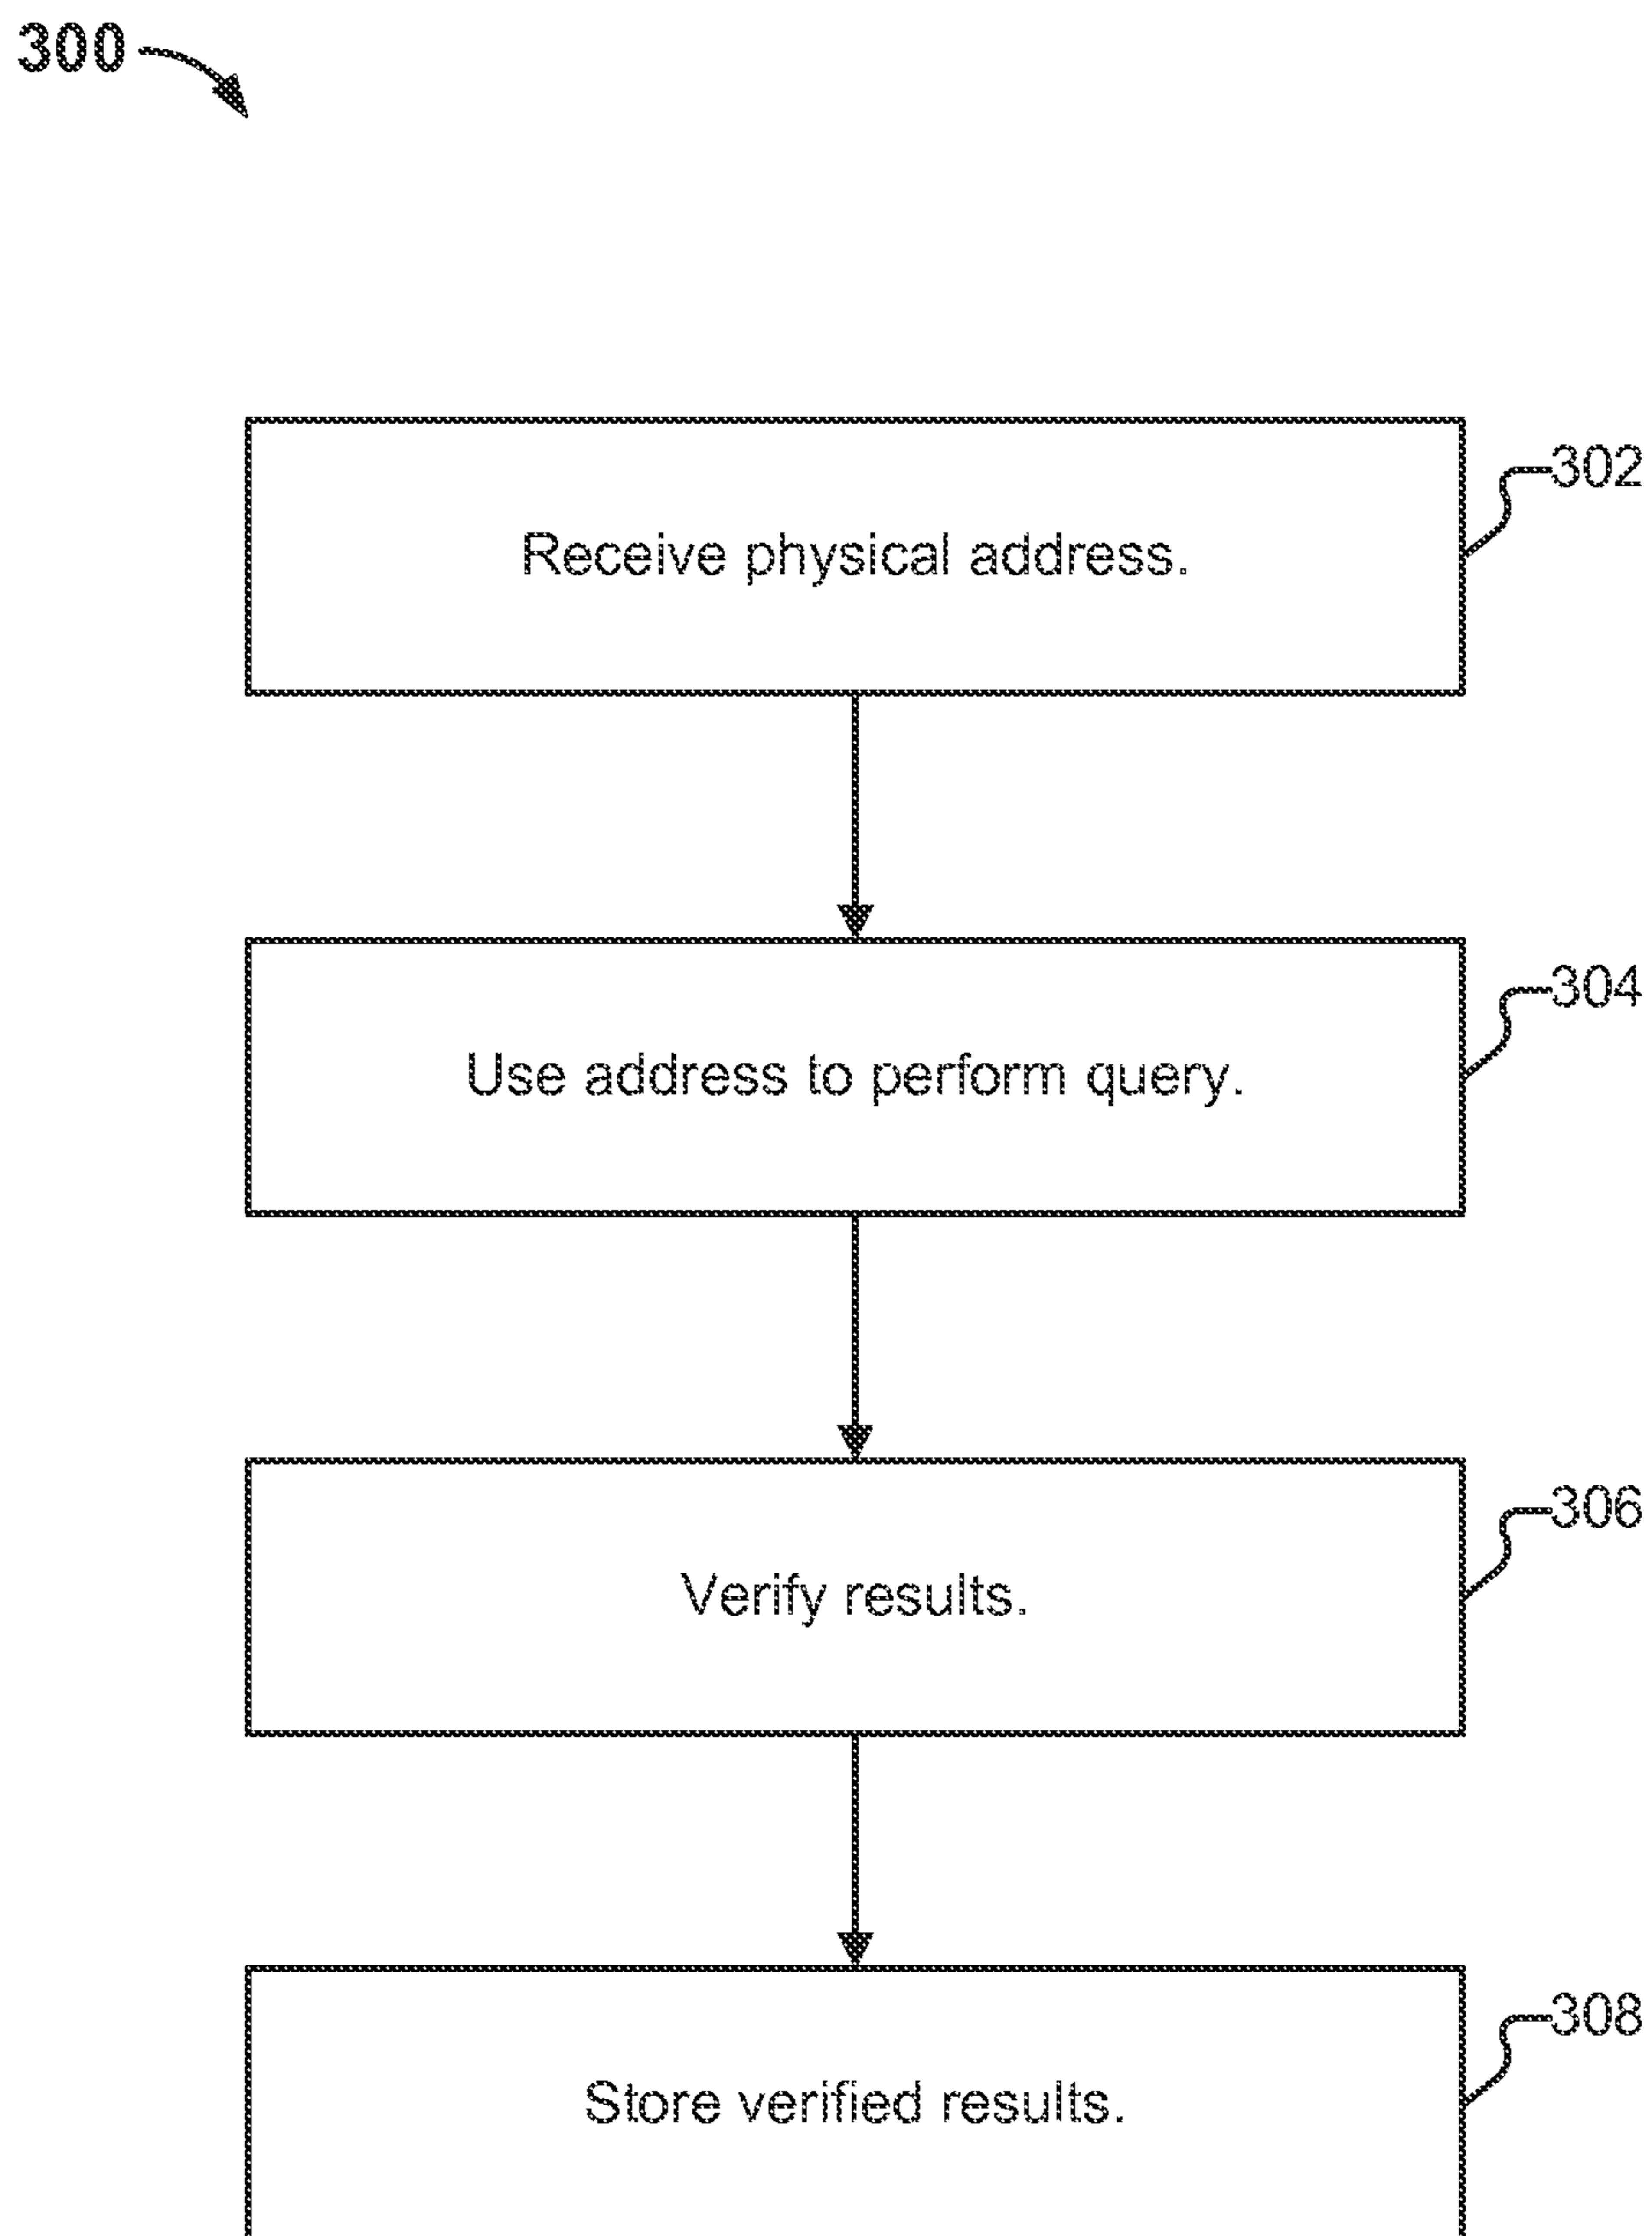 300
302
Receive physical address.
304
Use address to perform query.
306
Verify results.
308
Store verified results.